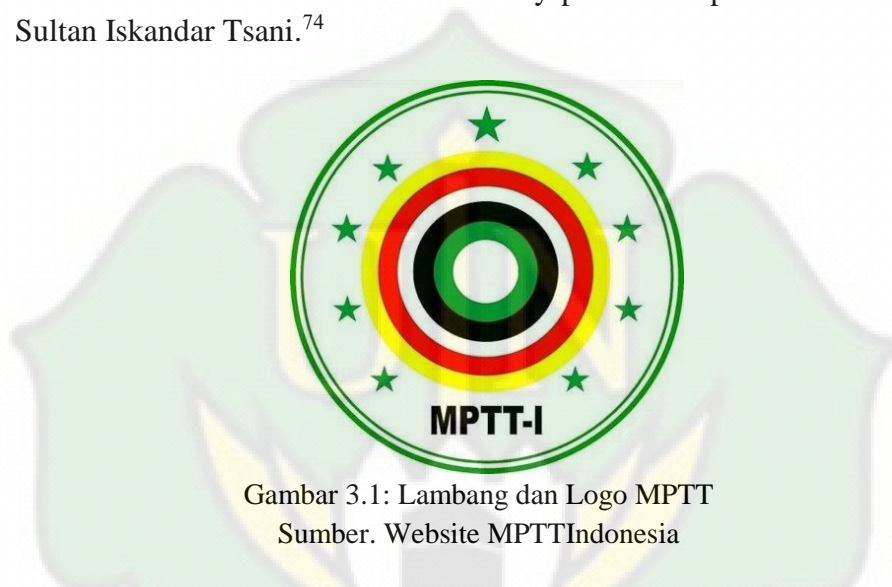 Sultan Iskandar Tsani.74
MPTT-I
Gambar 3.1: Lambang dan Logo MPTT
Sumber. Website MPTTIndonesia